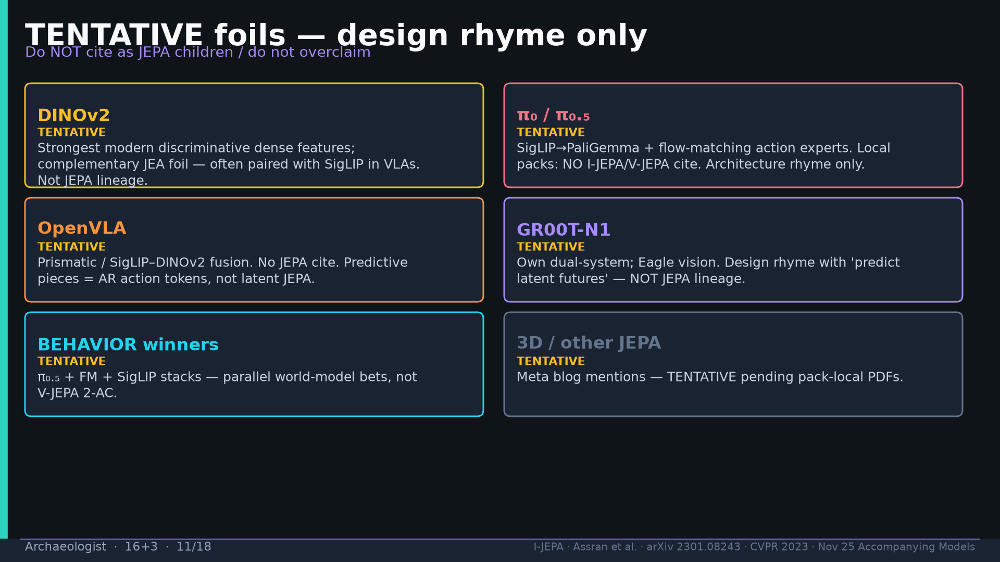 TENTATIVE foils — design rhyme only
Do NOT cite as JEPA children / do not overclaim
DINOv2
TENTATIVE
Strongest modern discriminative dense features;
complementary JEA foil — often paired with SigLIP in VLAs.
Not JEPA lineage.
π₀ / π₀.₅
TENTATIVE
SigLIP→PaliGemma + flow-matching action experts. Local
packs: NO I-JEPA/V-JEPA cite. Architecture rhyme only.
OpenVLA
TENTATIVE
Prismatic / SigLIP–DINOv2 fusion. No JEPA cite. Predictive
pieces = AR action tokens, not latent JEPA.
GR00T-N1
TENTATIVE
Own dual-system; Eagle vision. Design rhyme with 'predict
latent futures' — NOT JEPA lineage.
BEHAVIOR winners
TENTATIVE
π₀.₅ + FM + SigLIP stacks — parallel world-model bets, not
V-JEPA 2-AC.
3D / other JEPA
TENTATIVE
Meta blog mentions — TENTATIVE pending pack-local PDFs.
Archaeologist · 16+3 · 11/18
I-JEPA · Assran et al. · arXiv 2301.08243 · CVPR 2023 · Nov 25 Accompanying Models